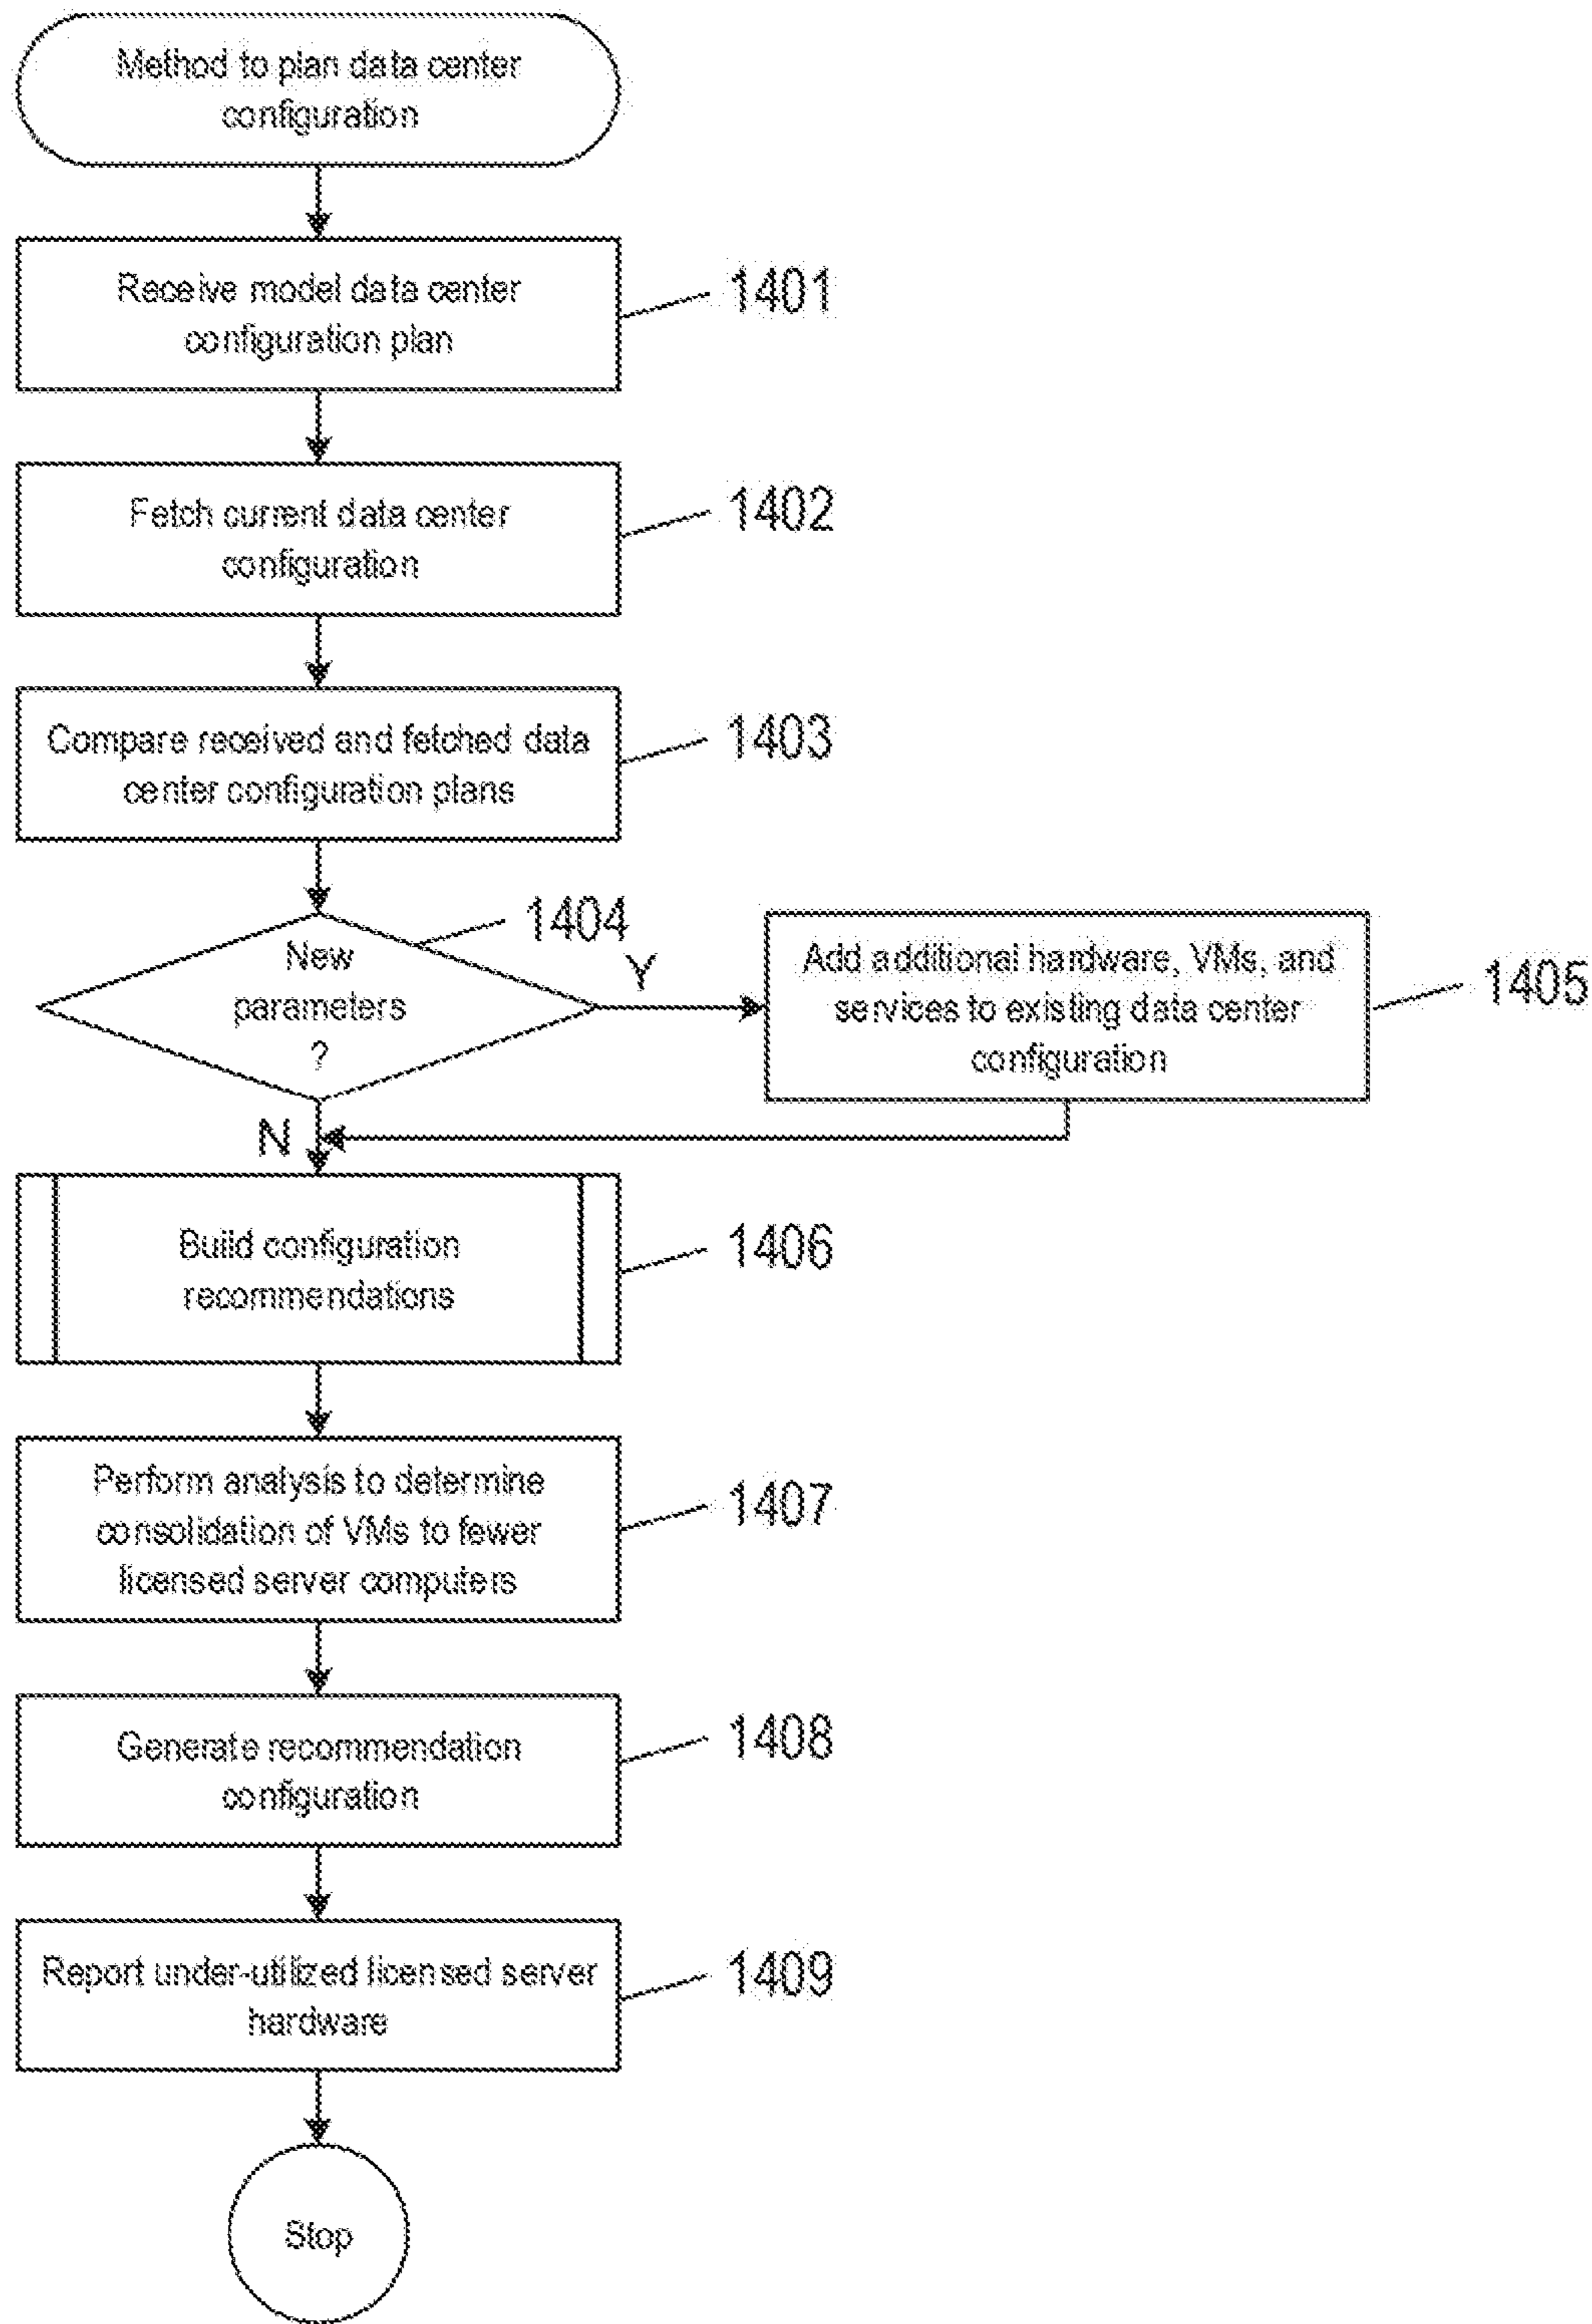 Method to plan data center
configuration
Receive model data center
configuration plan
1401
Fetch current data center
configuration
1402
Compare received and fetched data
center configuration plans
1403
1404
New
parameters
?
Y
Add additional hardware, VMs, and
services to existing data center
configuration
1405
N
Build configuration
recommendations
1406
Perform analysis to determine
consolidation of VMs to fewer
licensed server computers
1407
Generate recommendation
configuration
1408
Report under-utilized licensed server
hardware
1409
Stop